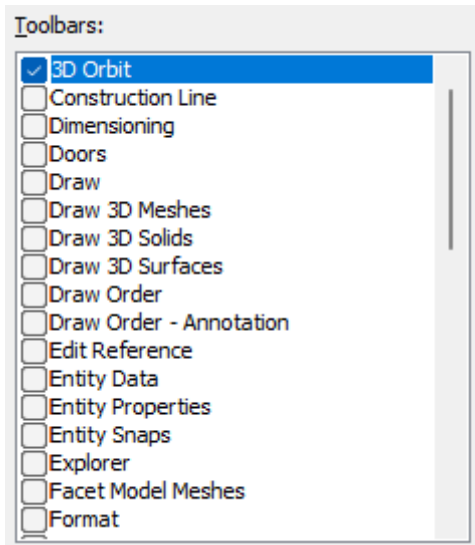 Toolbars:
3D Orbit
Construction Line
Dimensioning
Doors
Draw
Draw 3D Meshes
Draw 3D Solids
Draw 3D Surfaces
Draw Order
Draw Order - Annotation
Edit Reference
Entity Data
Entity Properties
Entity Snaps
Explorer
Facet Model Meshes
Format